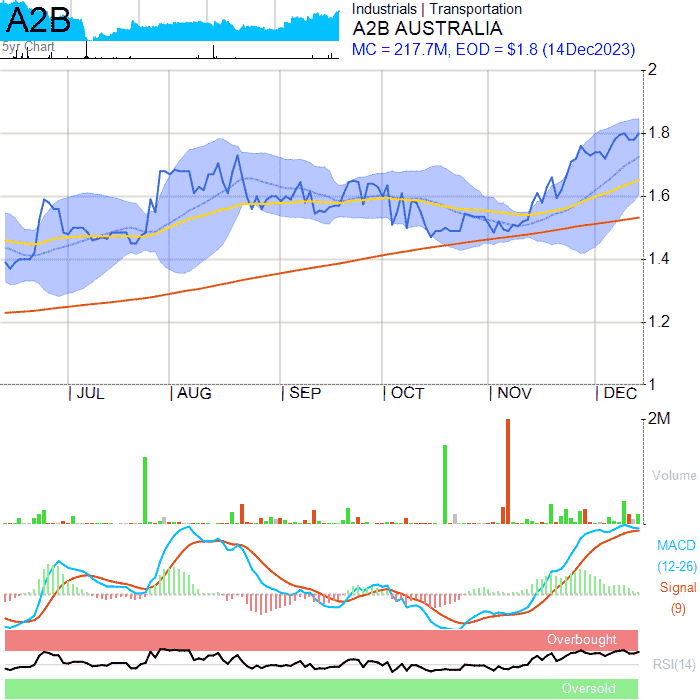 A2B
5yr Chart
Industrials | Transportation
A2B AUSTRALIA
MC = 217.7M, EOD = $1.8 (14Dec2023)
2
1.8
1.6
1.4
1.2
1
JUL
AUG
SEP
OCT
NOV
DEC
2M
Volume
MACD
(12-26)
Signal
(9)
Overbought
RSI(14)
Oversold